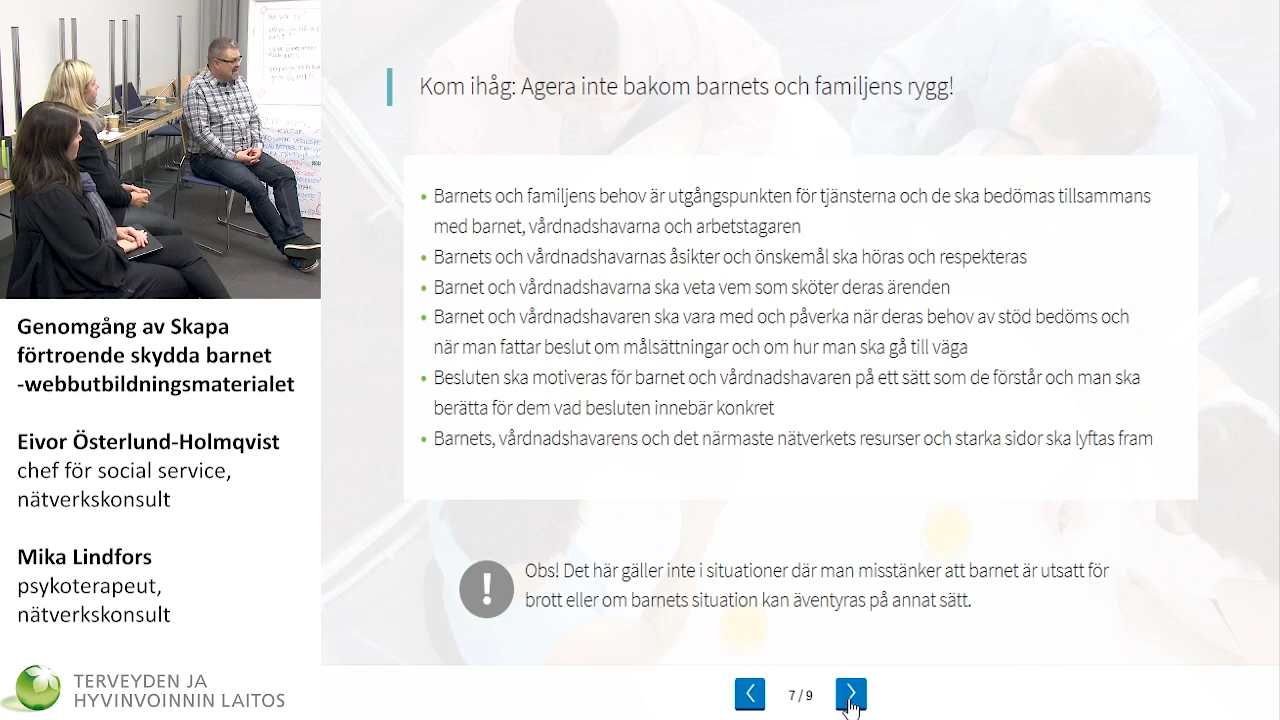 Kom ihåg: Agera inte bakom barnets och familjens rygg!
• Barnets och familjens behov är utgångspunkten för tjänsterna och de ska bedömas tillsammans
med barnet, vårdnadshavarna och arbetstagaren
• Barnets och vårdnadshavarnas åsikter och önskemål ska höras och respekteras
• Barnet och vårdnadshavarna ska veta vem som sköter deras ärenden
• Barnet och vårdnadshavaren ska vara med och påverka när deras behov av stöd bedöms och
när man fattar beslut om målsättningar och om hur man ska gå till väga
• Besluten ska motiveras för barnet och vårdnadshavaren på ett sätt som de förstår och man ska
berätta för dem vad besluten innebär konkret
• Barnets, vårdnadshavarens och det närmaste nätverkets resurser och starka sidor ska lyftas fram
! Obs! Det här gäller inte i situationer där man misstänker att barnet är utsatt för
brott eller om barnets situation kan äventyras på annat sätt.
7 / 9
Genomgång av Skapa
förtroende skydda barnet
-webbutbildningsmaterialet
Eivor Österlund-Holmqvist
chef för social service,
nätverkskonsult
Mika Lindfors
psykoterapeut,
nätverkskonsult
TERVEYDEN JA
HYVINVOINNIN LAITOS